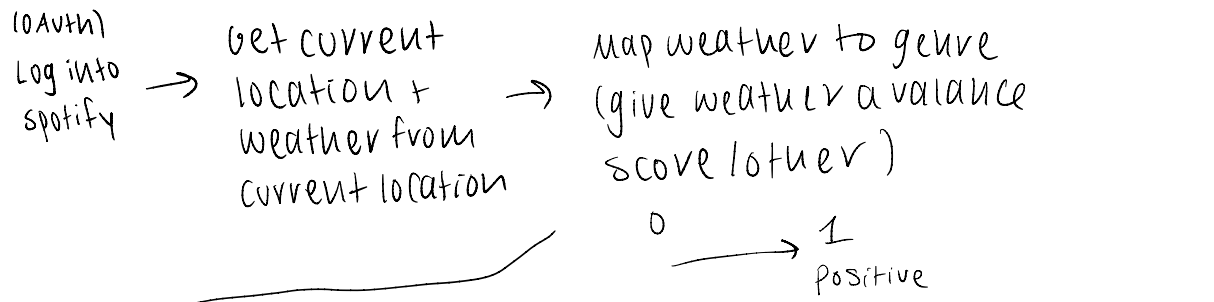 (OAuth)
Log into
spotify
Get current
location +
weather from
current location
Map weather to genre
(give weather a valance
score/other)
0
1
positive